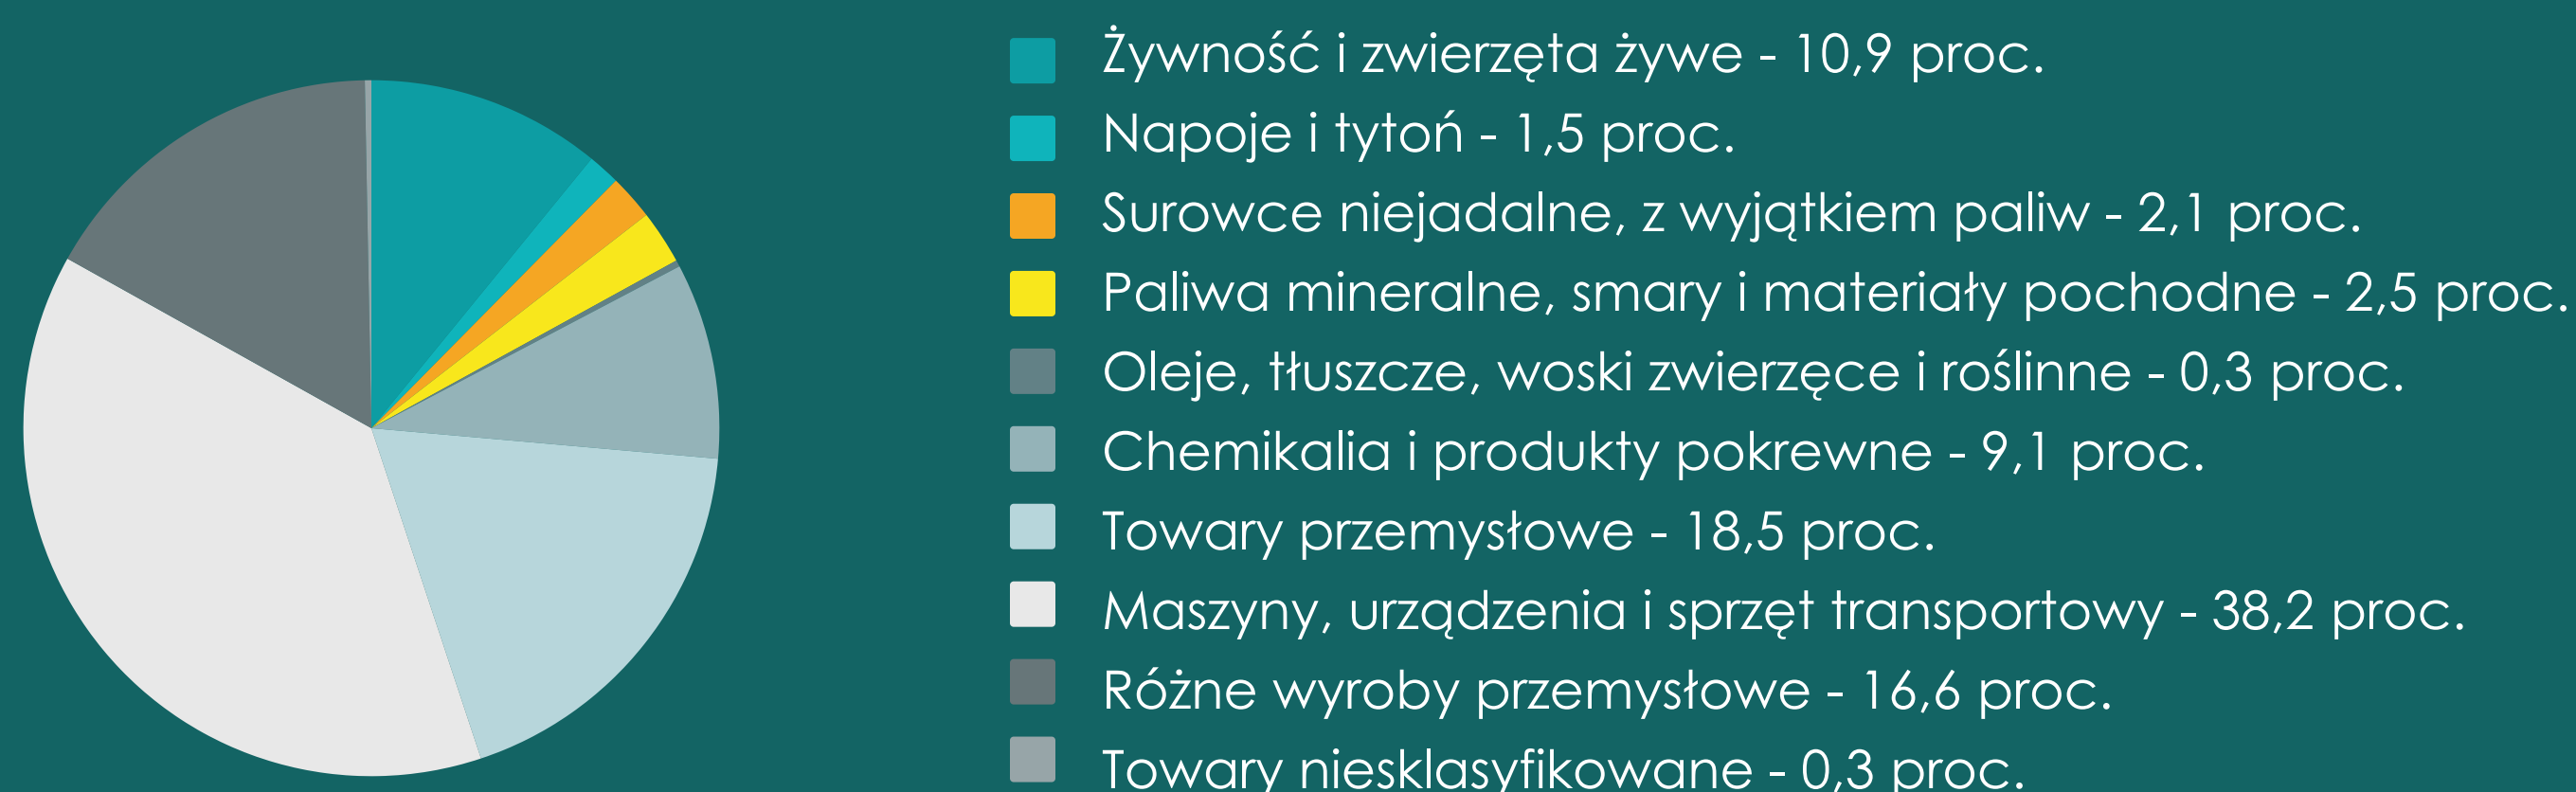 Żywność i zwierzęta żywe - 10,9 proc.
Napoje i tytoń - 1,5 proc.
Surowce niejadalne, z wyjątkiem paliw - 2,1 proc.
Paliwa mineralne, smary i materiały pochodne - 2,5 proc.
Oleje, tłuszcze, woski zwierzęce i roślinne - 0,3 proc.
Chemikalia i produkty pokrewne - 9,1 proc.
Towary przemysłowe - 18,5 proc.
Maszyny, urządzenia i sprzęt transportowy - 38,2 proc.
Różne wyroby przemysłowe - 16,6 proc.
Towary niesklasyfikowane - 0,3 proc.